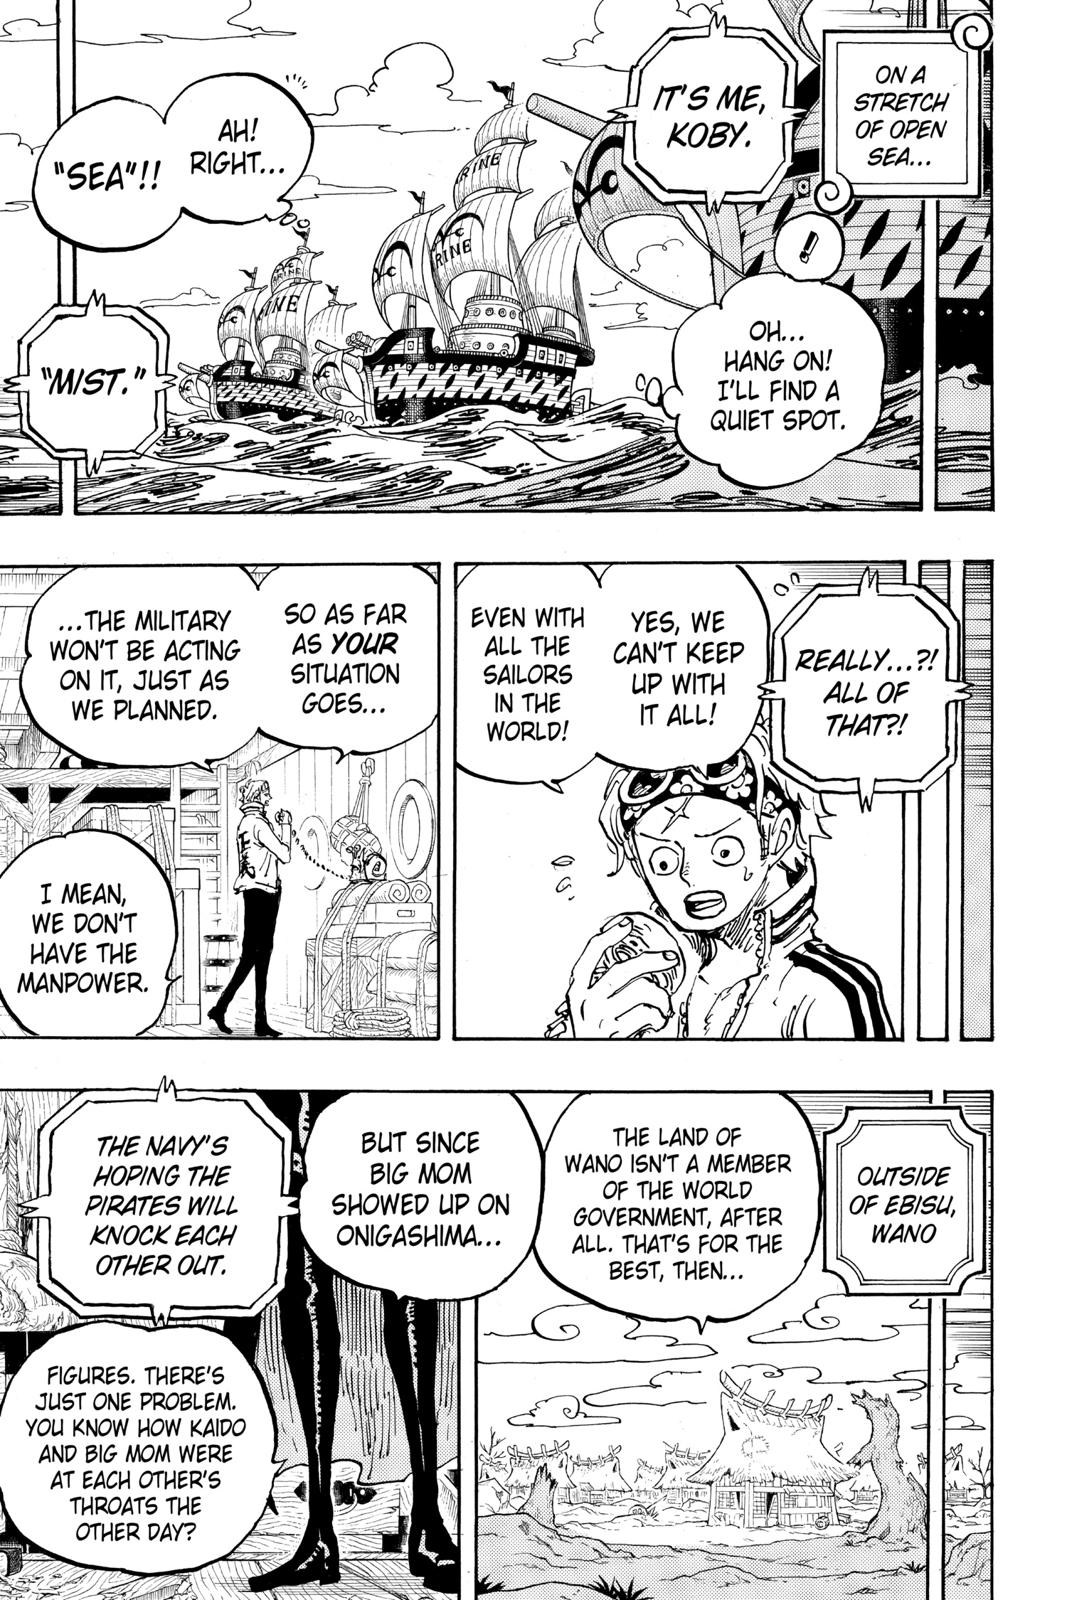 ON A
STRETCH
OF OPEN
SEA...
IT'S ME,
KOBY.
!
OH...
HANG ON!
I'LL FIND A
QUIET SPOT.
AH!
RIGHT...
"SEA"!!
"MIST."
MARINE
RINE
RINE
RINE
REALLY...?!
ALL OF
THAT?!
YES, WE
CAN'T KEEP
UP WITH
IT ALL!
EVEN WITH
ALL THE
SAILORS
IN THE
WORLD!
SO AS FAR
AS YOUR
SITUATION
GOES...
...THE MILITARY
WON'T BE ACTING
ON IT, JUST AS
WE PLANNED.
I MEAN,
WE DON'T
HAVE THE
MANPOWER.
OUTSIDE
OF EBISU,
WANO
THE LAND OF
WANO ISN'T A MEMBER
OF THE WORLD
GOVERNMENT, AFTER
ALL. THAT'S FOR THE
BEST, THEN...
BUT SINCE
BIG MOM
SHOWED UP ON
ONIGASHIMA...
THE NAVY'S
HOPING THE
PIRATES WILL
KNOCK EACH
OTHER OUT.
FIGURES. THERE'S
JUST ONE PROBLEM.
YOU KNOW HOW KAIDO
AND BIG MOM WERE
AT EACH OTHER'S
THROATS THE
OTHER DAY?